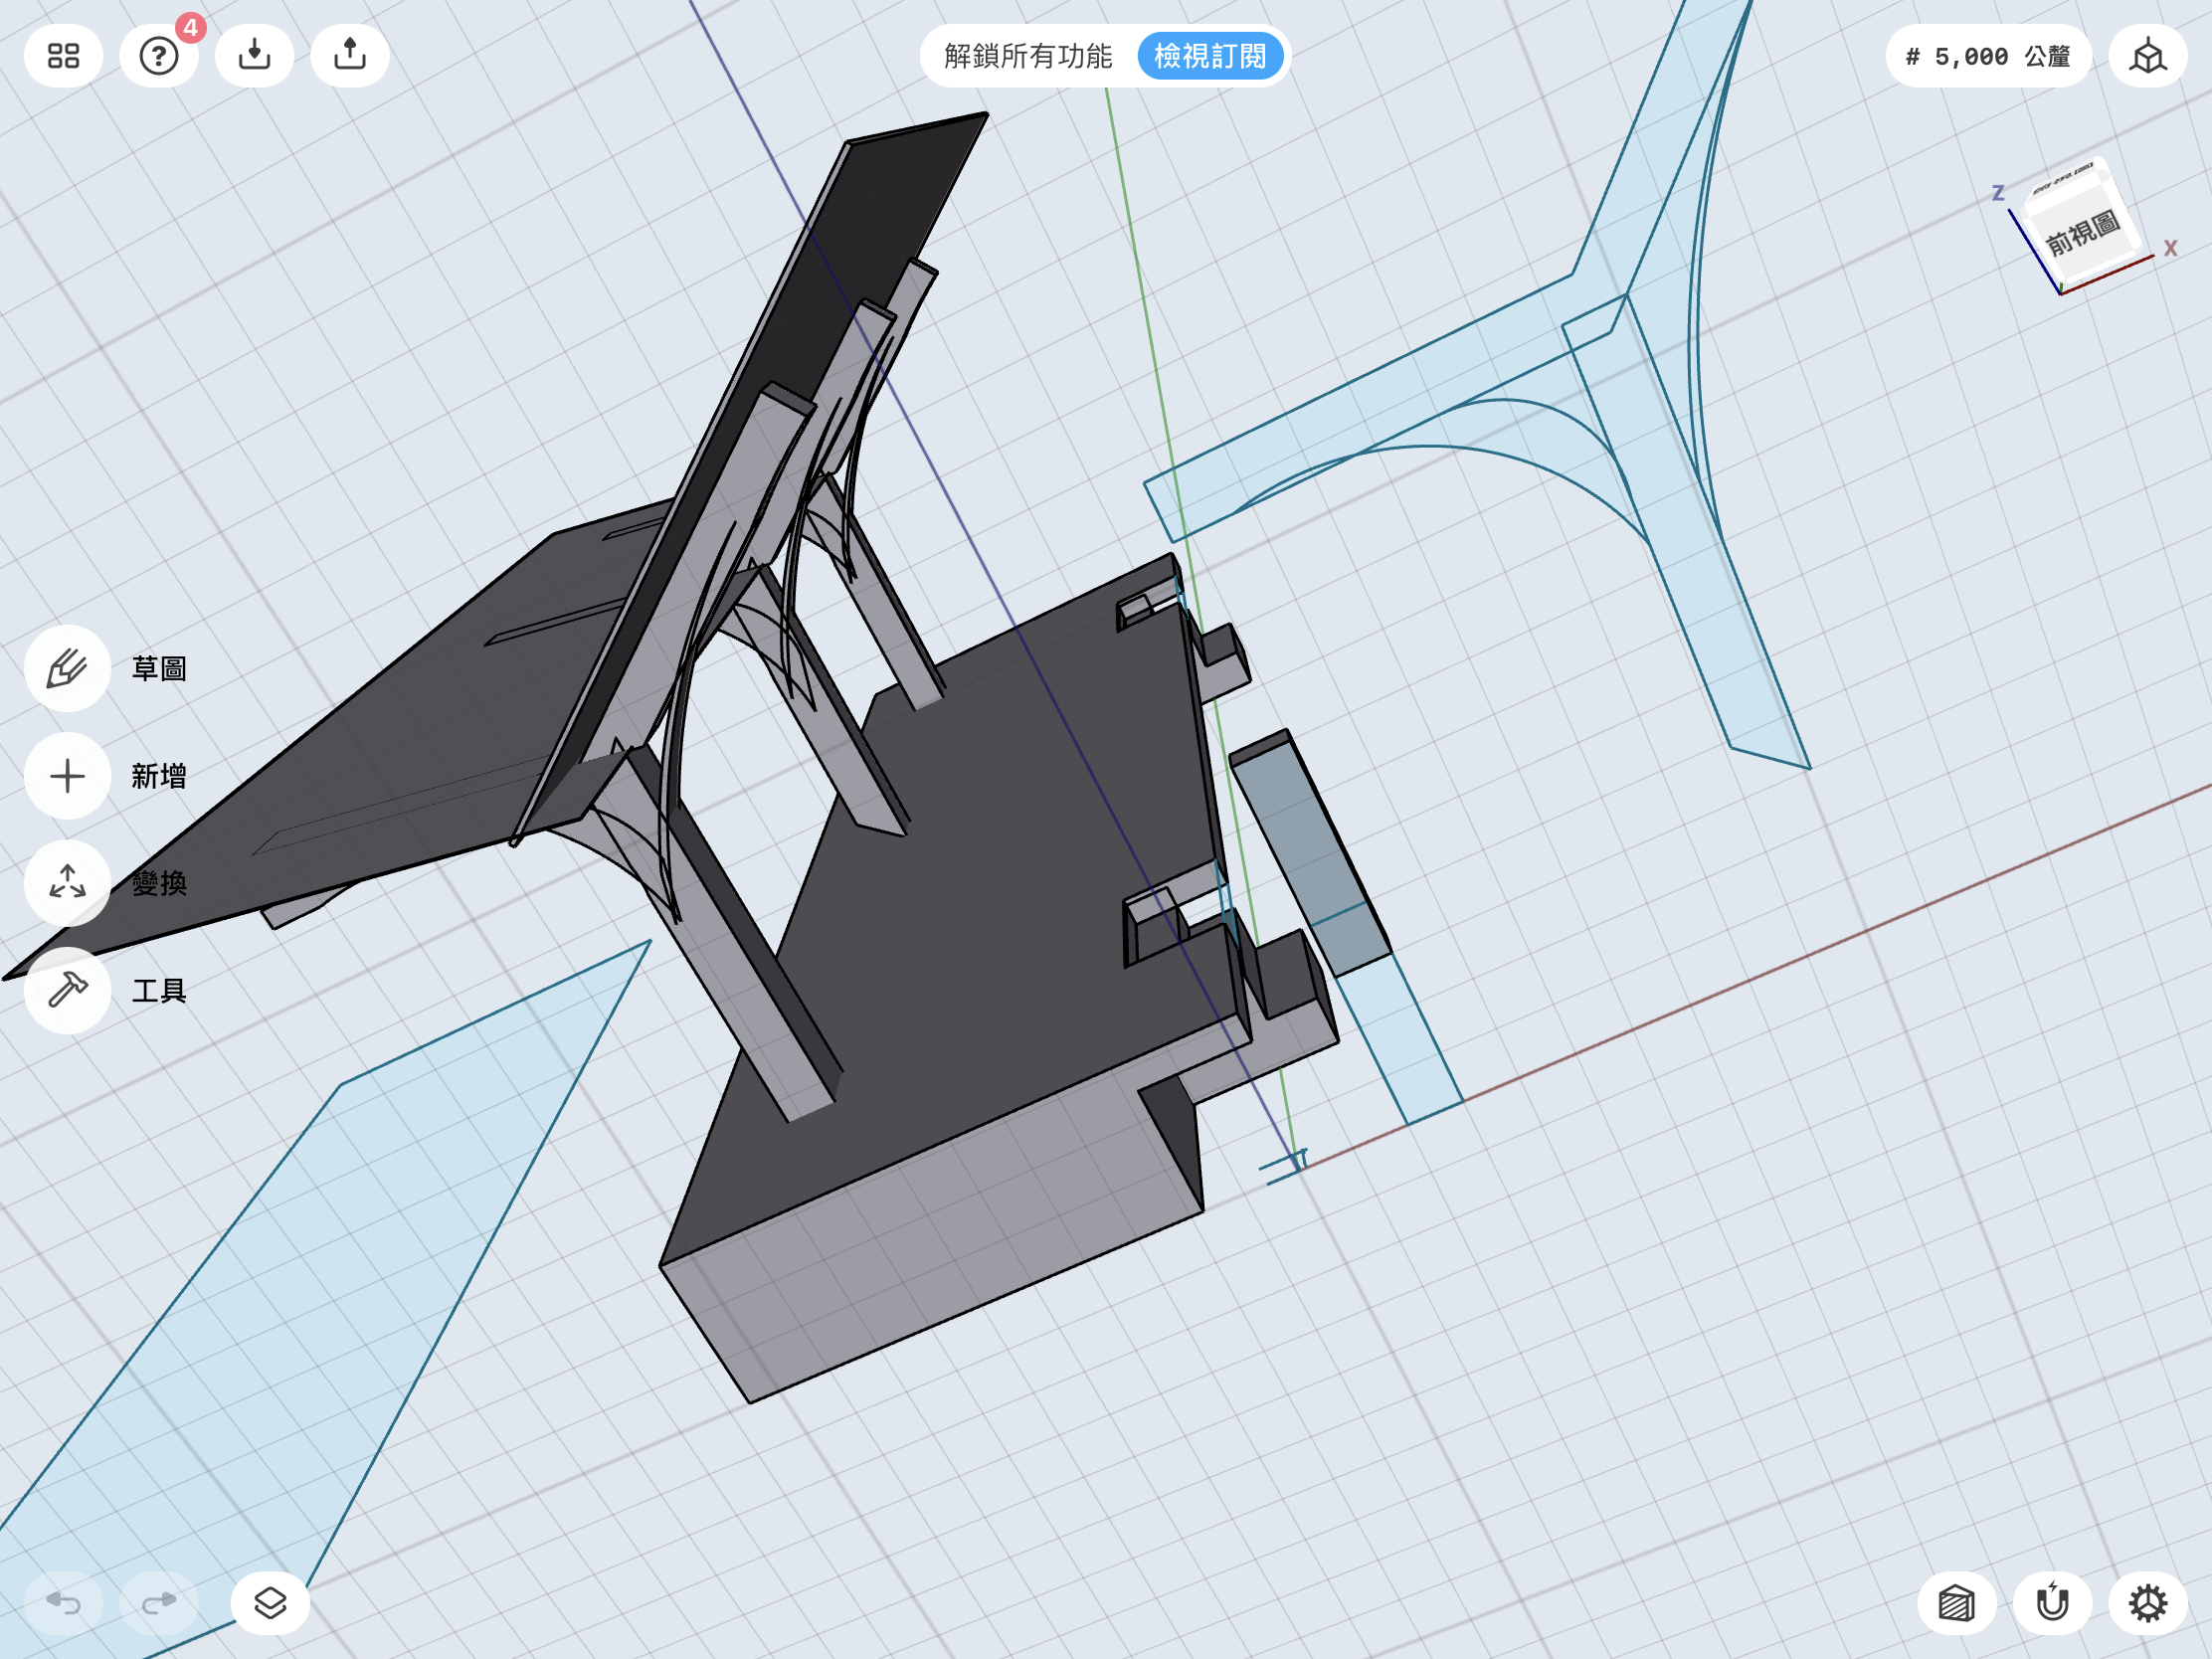 4
解鎖所有功能 檢視訂閱
# 5,000 公釐
Z
前視圖
X
草圖
新增
變換
工具